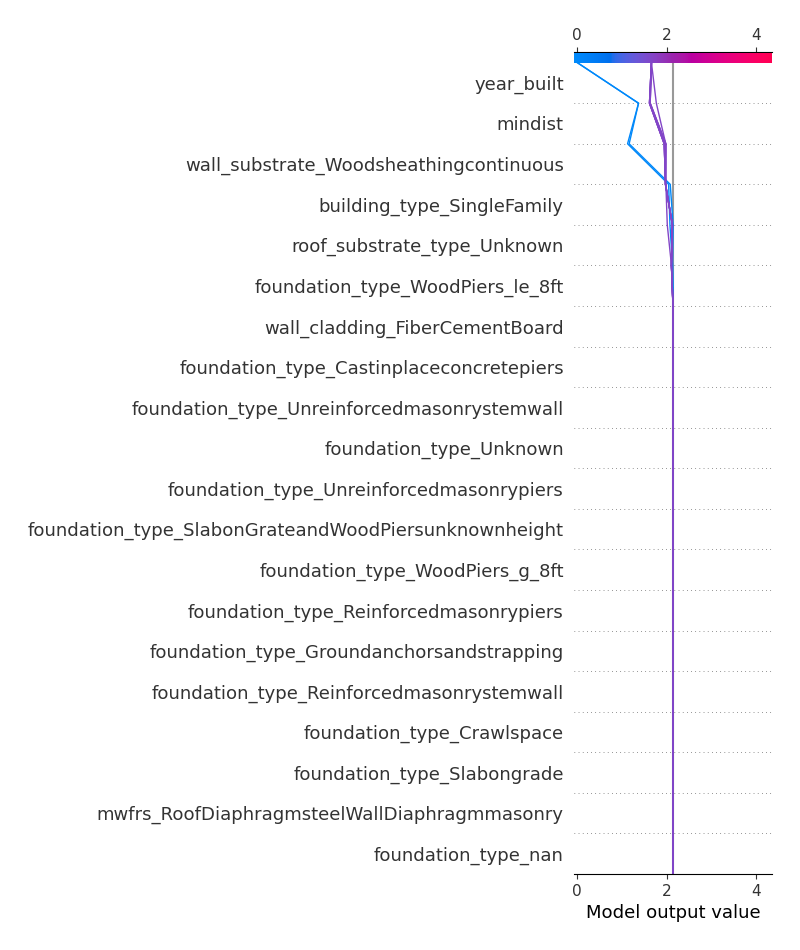 0 2 4
year_built
mindist
wall_substrate_Woodsheathingcontinuous
building_type_SingleFamily
roof_substrate_type_Unknown
foundation_type_WoodPiers_le_8ft
wall_cladding_FiberCementBoard
foundation_type_Castinplaceconcretepiers
foundation_type_Unreinforcedmasonrystemwall
foundation_type_Unknown
foundation_type_Unreinforcedmasonrypiers
foundation_type_SlabonGrateandWoodPiersunknownheight
foundation_type_WoodPiers_g_8ft
foundation_type_Reinforcedmasonrypiers
foundation_type_Groundanchorsandstrapping
foundation_type_Reinforcedmasonrystemwall
foundation_type_Crawlspace
foundation_type_Slabongrade
mwfrs_RoofDiaphragmsteelWallDiaphragmmasonry
foundation_type_nan
0 2 4
Model output value